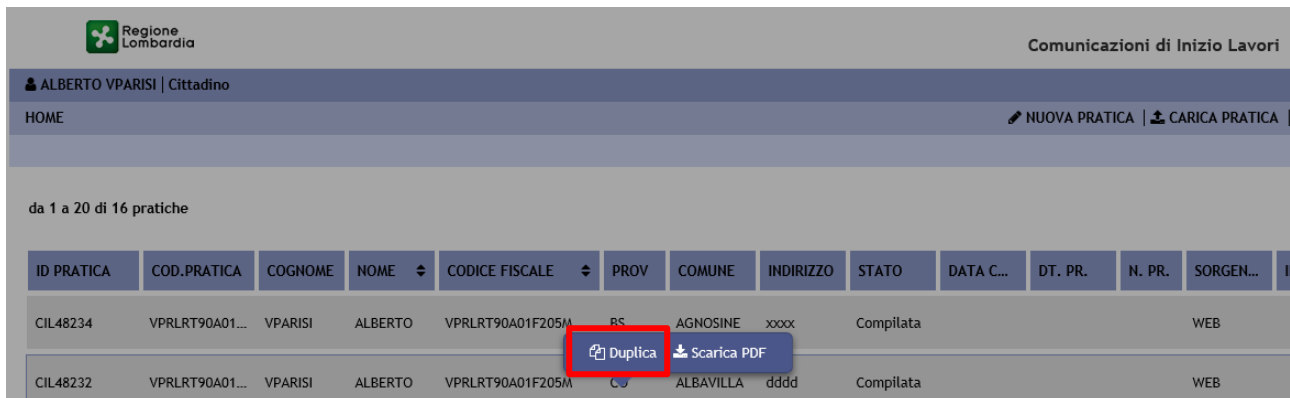 Regione
Lombardia
Comunicazioni di Inizio Lavori
ALBERTO VPARISI | Cittadino
HOME
NUOVA PRATICA | CARICA PRATICA |
da 1 a 20 di 16 pratiche
ID PRATICA COD.PRATICA COGNOME NOME CODICE FISCALE PROV COMUNE INDIRIZZO STATO DATA C... DT. PR. N. PR. SORGEN...
CIL48234 VPRLRT90A01... VPARISI ALBERTO VPRLRT90A01F205M BS AGNOSINE xxxx Compilata WEB
Duplica Scarica PDF
CIL48232 VPRLRT90A01... VPARISI ALBERTO VPRLRT90A01F205M CO ALBAVILLA dddd Compilata WEB